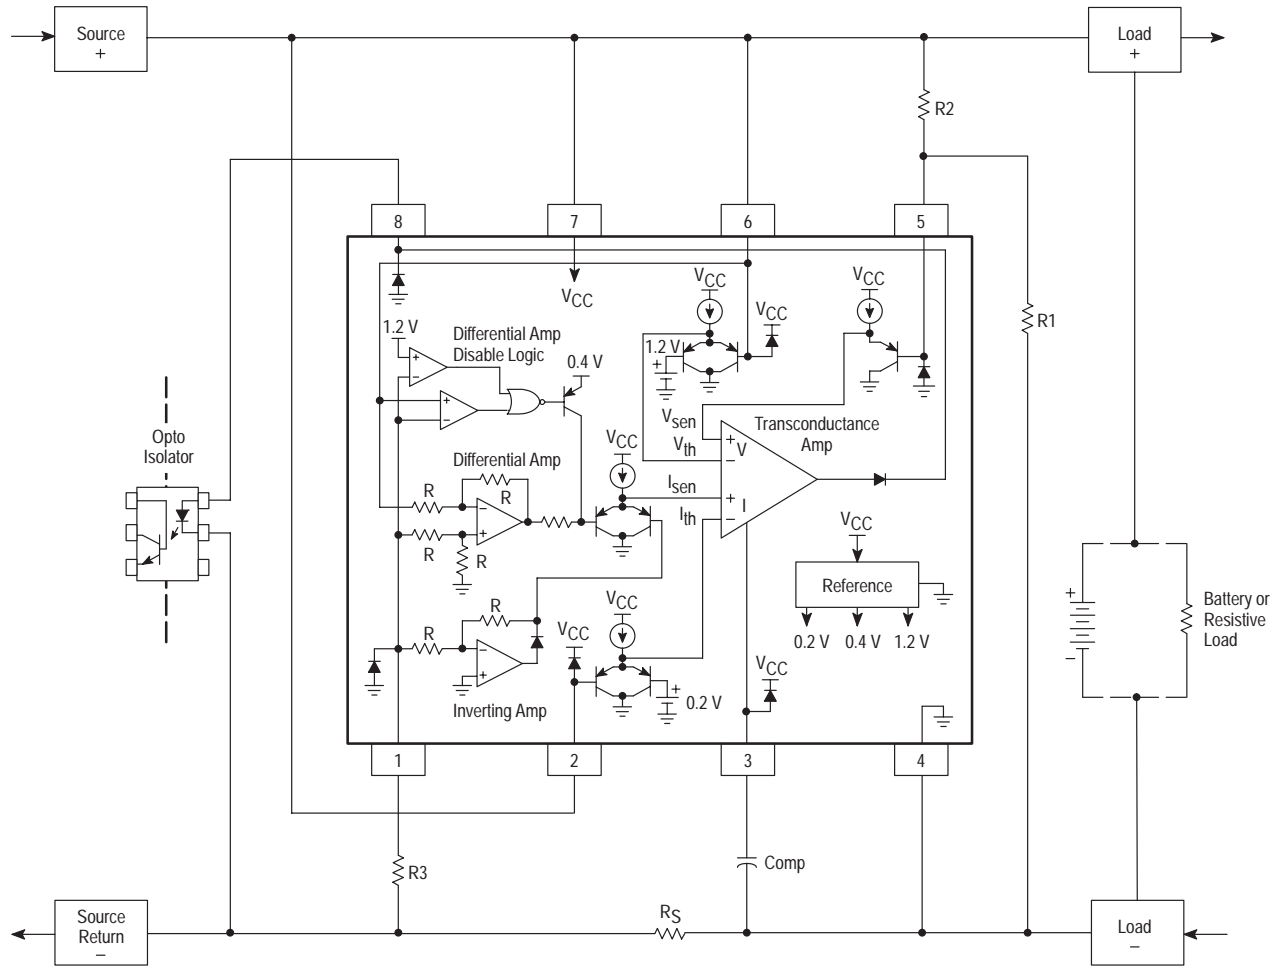 Source
+
Load
+
R2
8
7
6
5
VCC
VCC
VCC
VCC
R1
1.2 V
Differential Amp
Disable Logic
0.4 V
1.2 V
+
+
−
+
−
Vsen
Vth
Transconductance
Amp
+
V
−
Opto
Isolator
Differential Amp
VCC
Isen
Ith
+
I
−
R
R
−
+
R
R
VCC
Reference
0.2 V
0.4 V
1.2 V
+
−
Battery or
Resistive
Load
R
R
−
+
Inverting Amp
VCC
VCC
+
0.2 V
VCC
1
2
3
4
R3
Comp
RS
Source
Return
−
Load
−